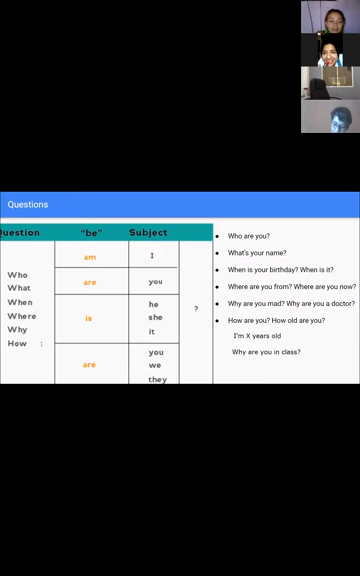 Questions
Question "be" Subject
am I
are you
Who
What
When
Where
Why
How
is
he
she
it
?
are
you
we
they
Who are you?
What's your name?
When is your birthday? When is it?
Where are you from? Where are you now?
Why are you mad? Why are you a doctor?
How are you? How old are you?
I'm X years old
Why are you in class?